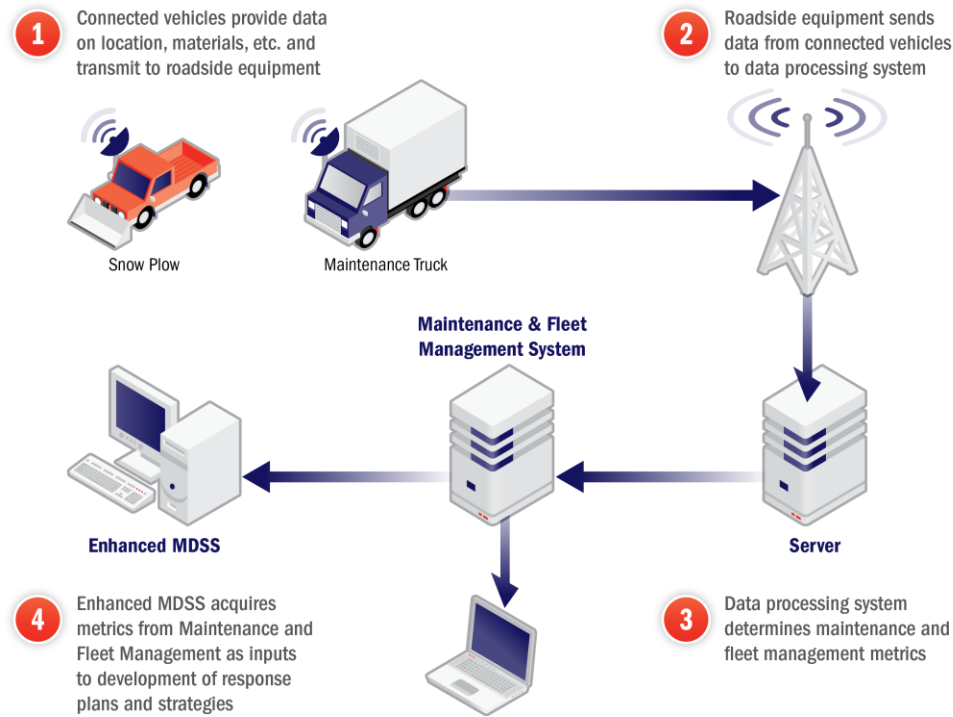 1
Connected vehicles provide data
on location, materials, etc. and
transmit to roadside equipment
2
Roadside equipment sends
data from connected vehicles
to data processing system
Snow Plow
Maintenance Truck
Maintenance & Fleet
Management System
Enhanced MDSS
Server
3
Data processing system
determines maintenance and
fleet management metrics
4
Enhanced MDSS acquires
metrics from Maintenance and
Fleet Management as inputs
to development of response
plans and strategies